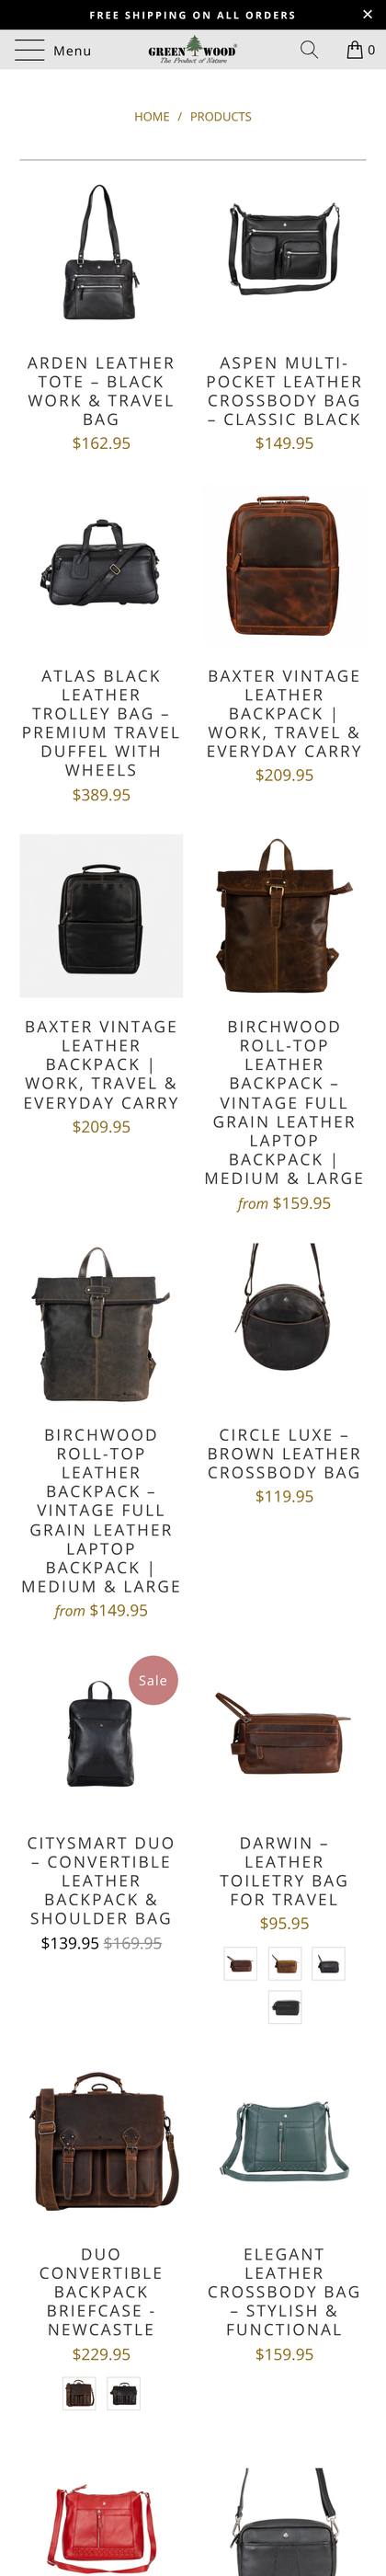 FREE SHIPPING ON ALL ORDERS
Menu
GREEN WOOD
The Product of Nature
0
HOME / PRODUCTS
ARDEN LEATHER
TOTE – BLACK
WORK & TRAVEL
BAG
$162.95
ASPEN MULTI-
POCKET LEATHER
CROSSBODY BAG
– CLASSIC BLACK
$149.95
ATLAS BLACK
LEATHER
TROLLEY BAG –
PREMIUM TRAVEL
DUFFEL WITH
WHEELS
$389.95
BAXTER VINTAGE
LEATHER
BACKPACK |
WORK, TRAVEL &
EVERYDAY CARRY
$209.95
BAXTER VINTAGE
LEATHER
BACKPACK |
WORK, TRAVEL &
EVERYDAY CARRY
$209.95
BIRCHWOOD
ROLL-TOP
LEATHER
BACKPACK –
VINTAGE FULL
GRAIN LEATHER
LAPTOP
BACKPACK |
MEDIUM & LARGE
from $159.95
BIRCHWOOD
ROLL-TOP
LEATHER
BACKPACK –
VINTAGE FULL
GRAIN LEATHER
LAPTOP
BACKPACK |
MEDIUM & LARGE
from $149.95
CIRCLE LUXE –
BROWN LEATHER
CROSSBODY BAG
$119.95
Sale
CITYSMART DUO
– CONVERTIBLE
LEATHER
BACKPACK &
SHOULDER BAG
$139.95 $169.95
DARWIN –
LEATHER
TOILETRY BAG
FOR TRAVEL
$95.95
DUO
CONVERTIBLE
BACKPACK
BRIEFCASE -
NEWCASTLE
$229.95
ELEGANT
LEATHER
CROSSBODY BAG
– STYLISH &
FUNCTIONAL
$159.95